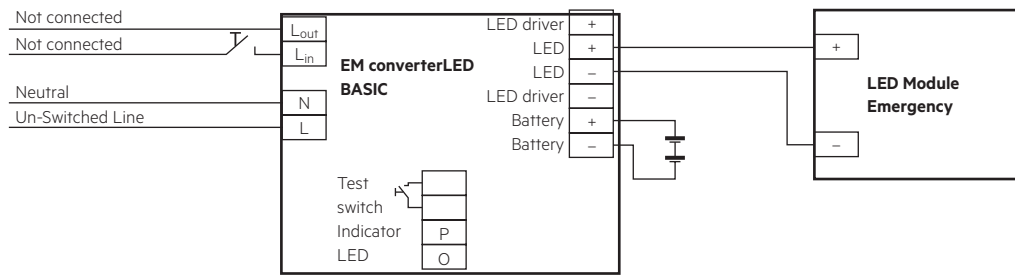 Not connected
Not connected
Neutral
Un-Switched Line
Lout
Lin
N
L
EM converterLED
BASIC
LED driver +
LED +
LED –
LED driver –
Battery +
Battery –
Test
switch
Indicator P
LED O
+
–
LED Module
Emergency